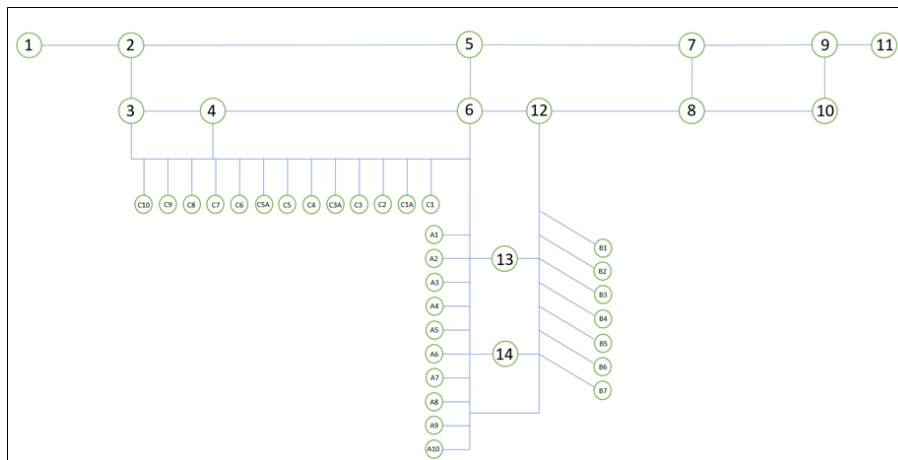 1 2 5 7 9 11
3 4 6 12 8 10
C10 C9 C8 C7 C6 C5A C5 C4 C3A C3 C2 C1A C1
A1
B1
A2 13
B2
A3
B3
A4
B4
A5
B5
A6 14
B6
A7
B7
A8
A9
A10